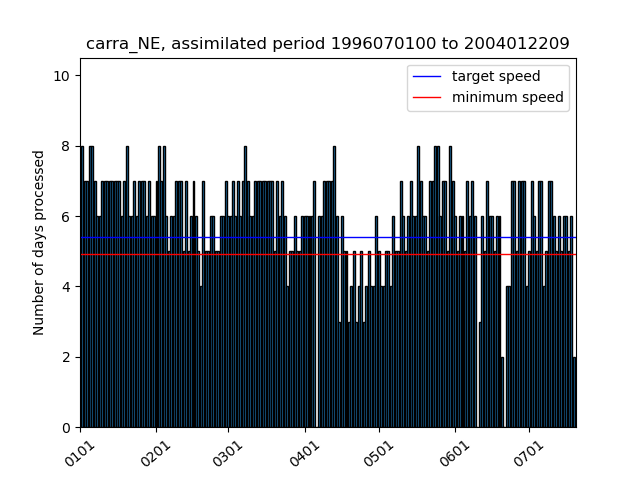 carra_NE, assimilated period 1996070100 to 2004012209
target speed
minimum speed
Number of days processed
10
8
6
4
2
0
0101 0201 0301 0401 0501 0601 0701